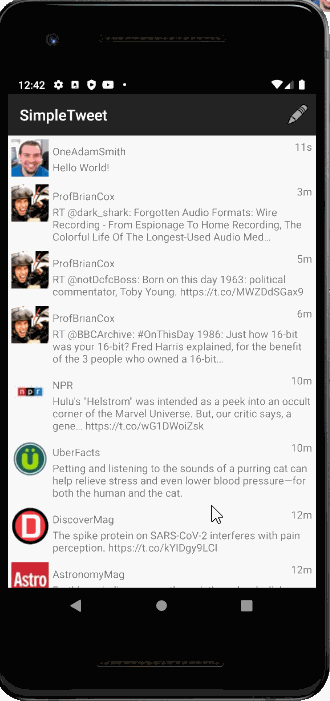 12:42
SimpleTweet
OneAdamSmith 11s
Hello World!
ProfBrianCox 3m
RT @dark_shark: Forgotten Audio Formats: Wire
Recording - From Espionage To Home Recording, The
Colorful Life Of The Longest-Used Audio Med...
ProfBrianCox 5m
RT @notDcfcBoss: Born on this day 1963: political
commentator, Toby Young. https://t.co/MWZDdSGax9
ProfBrianCox 6m
RT @BBCArchive: #OnThisDay 1986: Just how 16-bit
was your 16-bit? Fred Harris explained, for the benefit
of the 3 people who owned a 16-bit...
npr
NPR 10m
Hulu's "Helstrom" was intended as a peek into an occult
corner of the Marvel Universe. But, our critic says, a
gene... https://t.co/wG1DWoiZsk
Ü
UberFacts 10m
Petting and listening to the sounds of a purring cat can
help relieve stress and even lower blood pressure—for
both the human and the cat.
D
DiscoverMag 12m
The spike protein on SARS-CoV-2 interferes with pain
perception. https://t.co/kYIDgy9LCI
Astro
AstronomyMag 12m